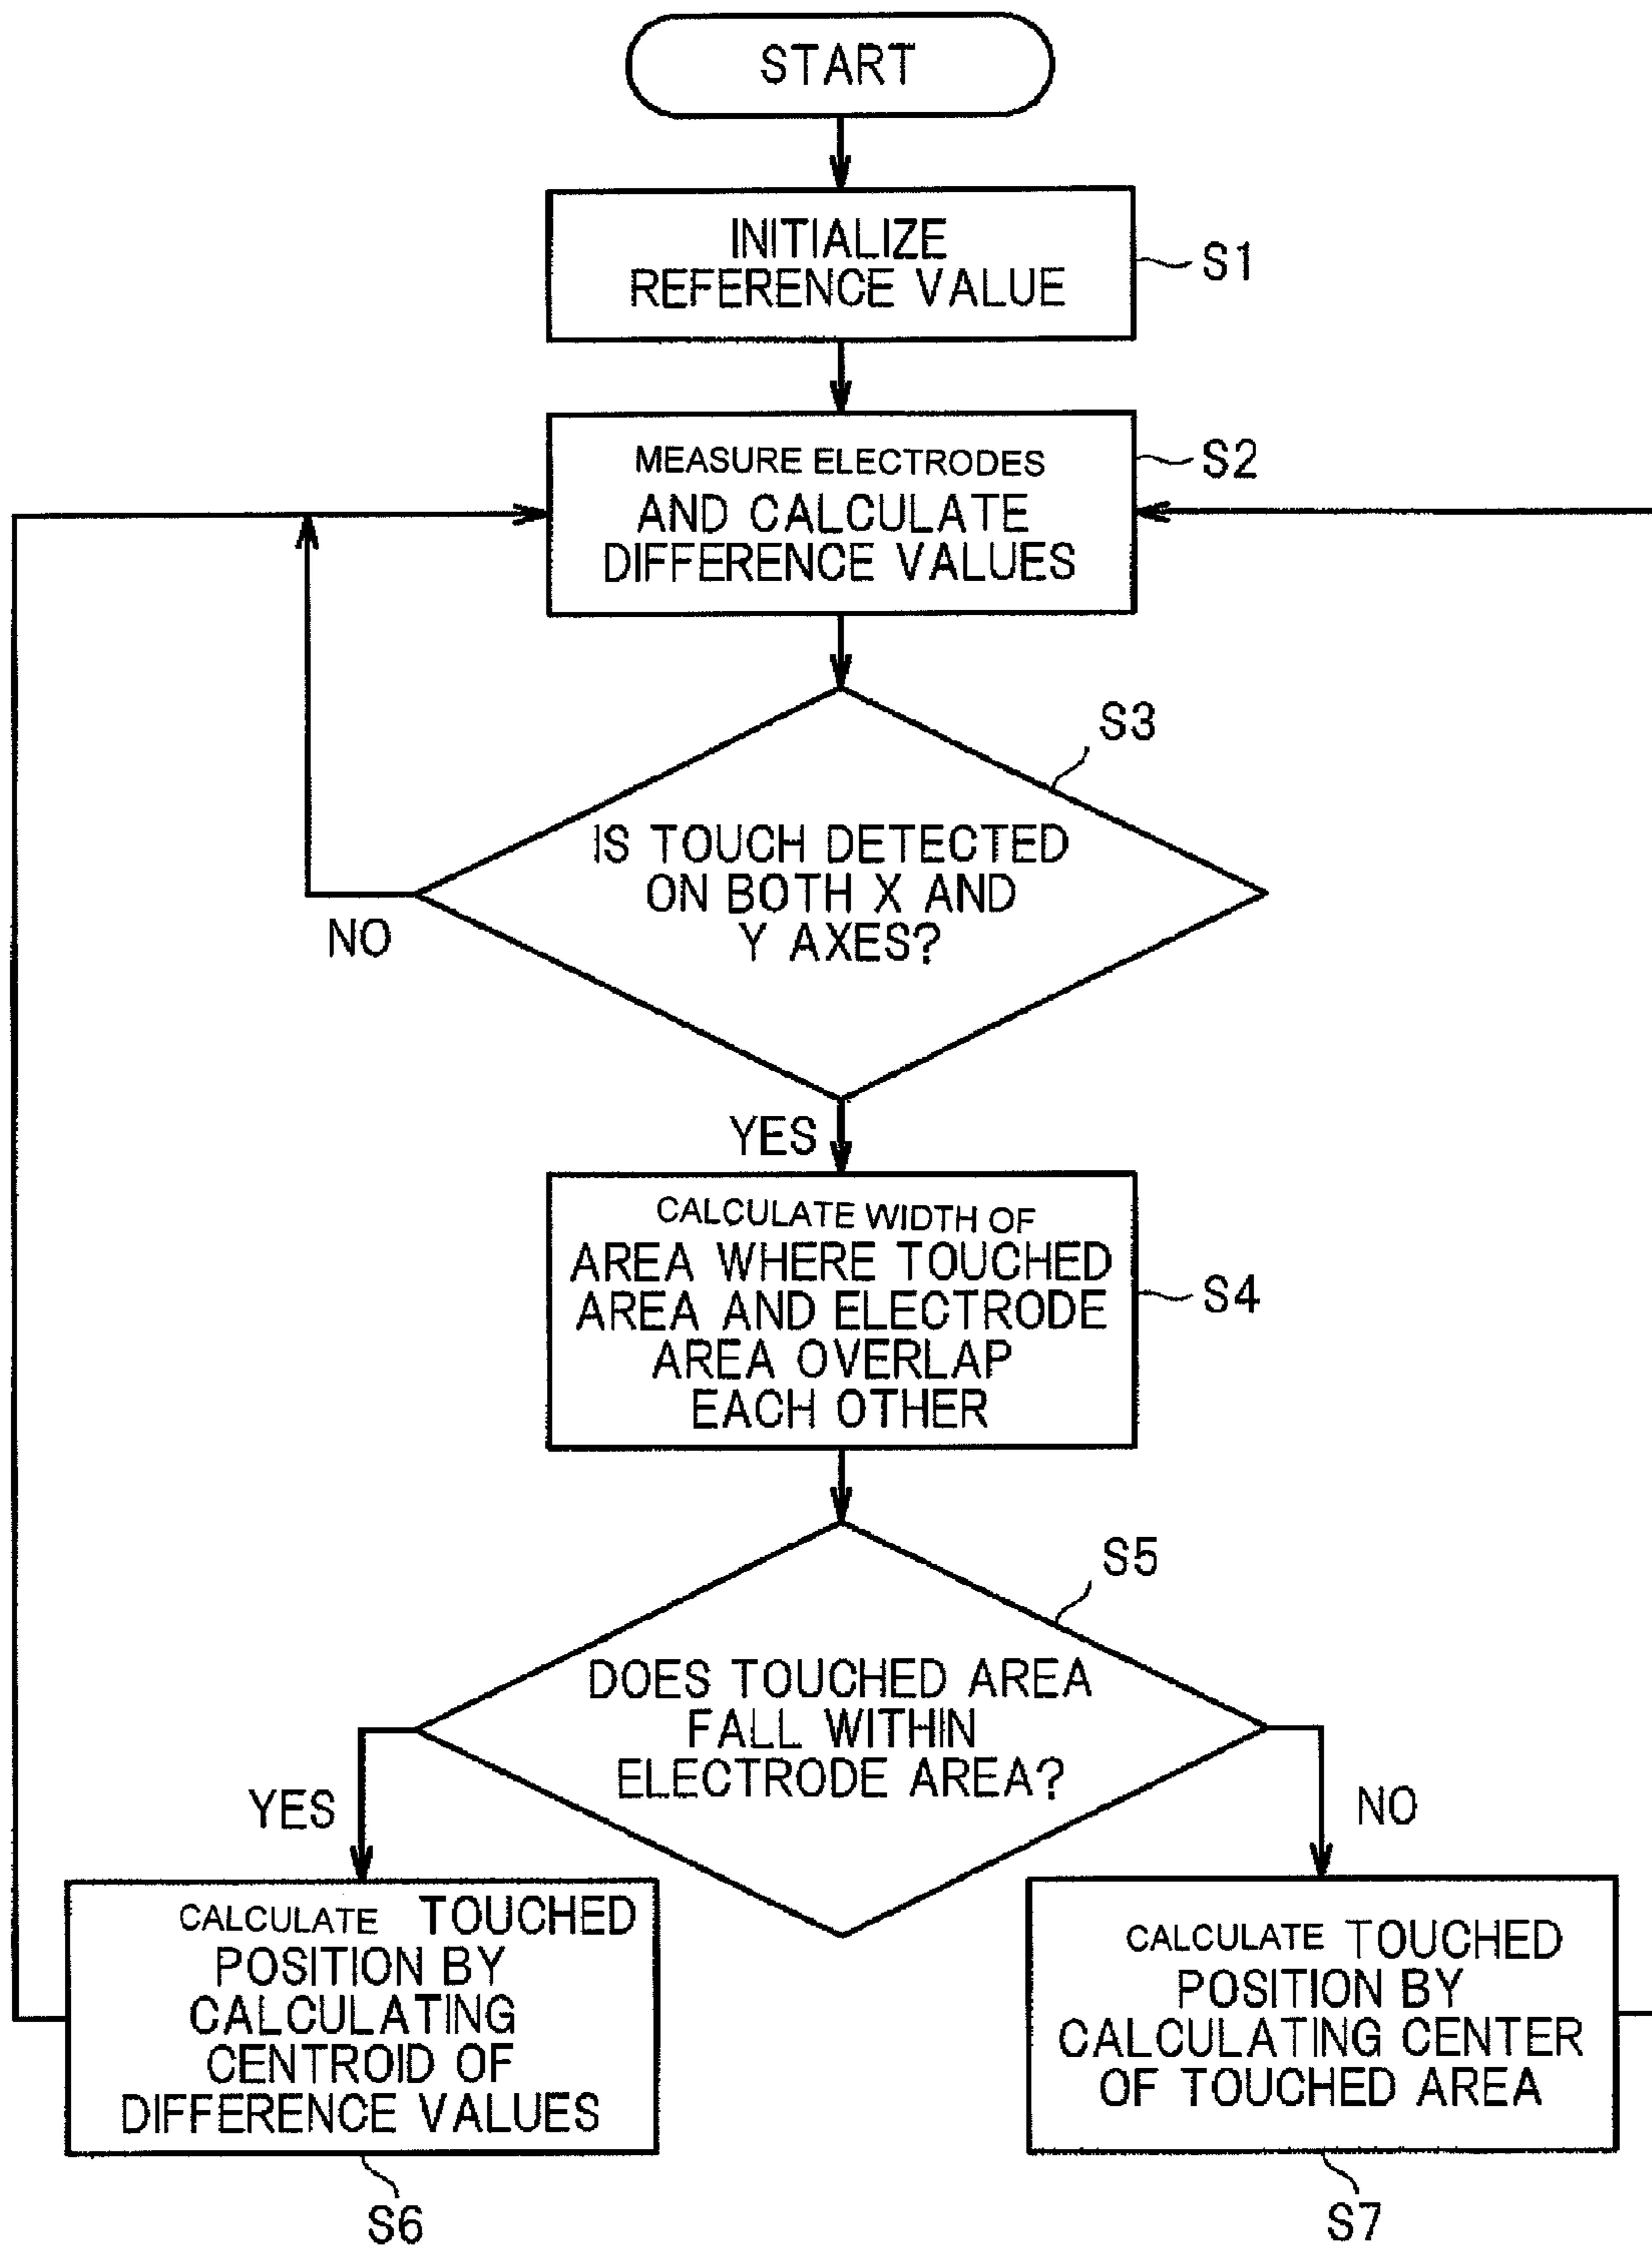 START
INITIALIZE
REFERENCE VALUE
S1
MEASURE ELECTRODES
AND CALCULATE
DIFFERENCE VALUES
S2
S3
IS TOUCH DETECTED
ON BOTH X AND
Y AXES?
NO
YES
CALCULATE WIDTH OF
AREA WHERE TOUCHED
AREA AND ELECTRODE
AREA OVERLAP
EACH OTHER
S4
S5
DOES TOUCHED AREA
FALL WITHIN
ELECTRODE AREA?
YES
NO
CALCULATE TOUCHED
POSITION BY
CALCULATING
CENTROID OF
DIFFERENCE VALUES
S6
CALCULATE TOUCHED
POSITION BY
CALCULATING CENTER
OF TOUCHED AREA
S7